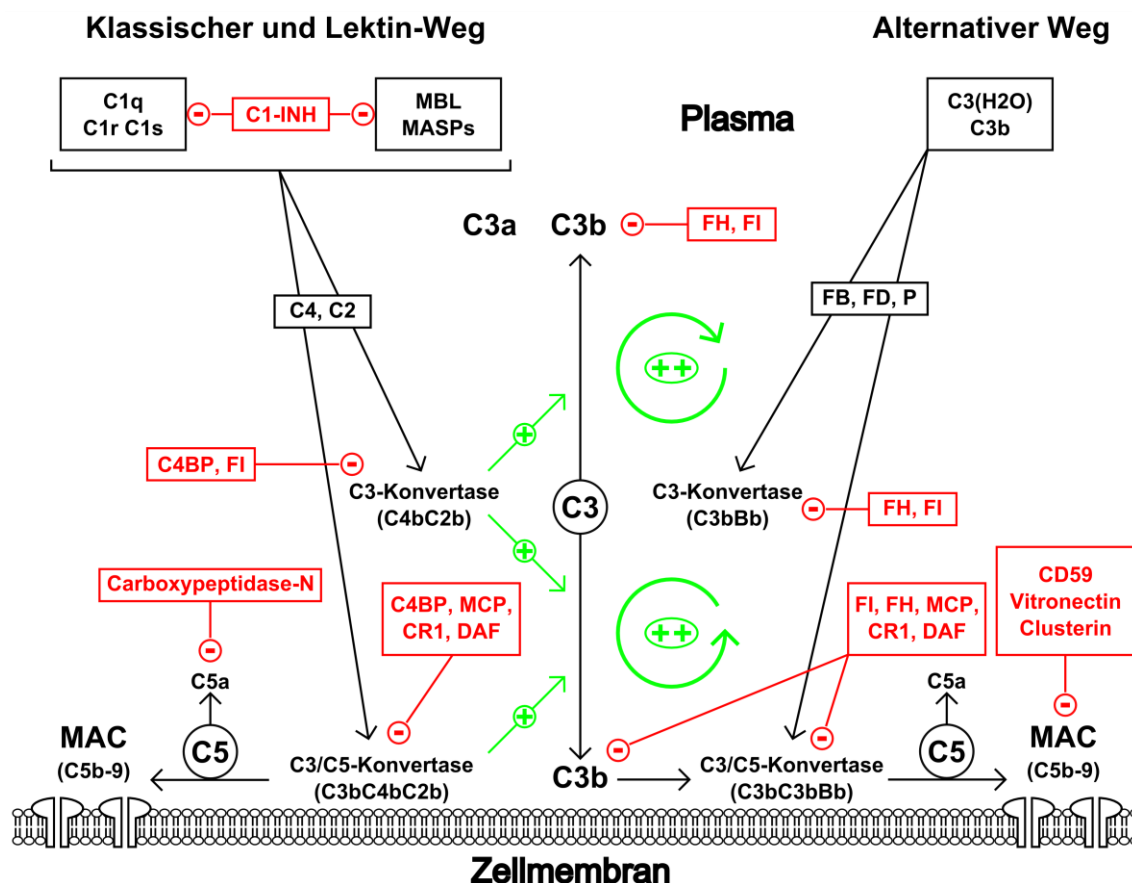 Klassischer und Lektin-Weg
Alternativer Weg
C1q
C1r C1s
C1-INH
MBL
MASPs
Plasma
C3(H2O)
C3b
C3a
C3b
FH, FI
C4, C2
FB, FD, P
C4BP, FI
C3-Konvertase
(C4bC2b)
C3
C3-Konvertase
(C3bBb)
FH, FI
Carboxypeptidase-N
C4BP, MCP,
CR1, DAF
FI, FH, MCP,
CR1, DAF
CD59
Vitronectin
Clusterin
C5a
C5a
MAC
(C5b-9)
C5
C3/C5-Konvertase
(C3bC4bC2b)
C3b
C3/C5-Konvertase
(C3bC3bBb)
C5
MAC
(C5b-9)
Zellmembran